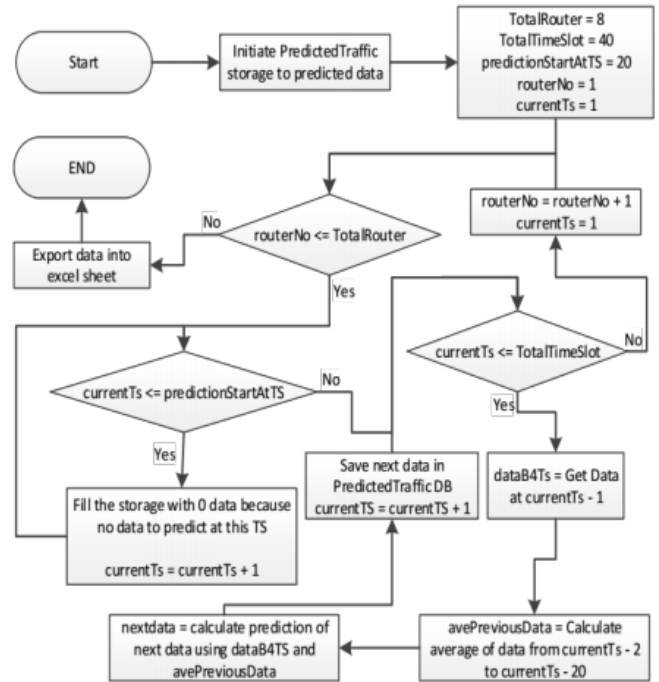 Start
Initiate PredictedTraffic
storage to predicted data
TotalRouter = 8
TotalTimeSlot = 40
predictionStartAtTS = 20
routerNo = 1
currentTs = 1
END
Export data into
excel sheet
No
routerNo <= TotalRouter
Yes
routerNo = routerNo + 1
currentTs = 1
currentTs <= TotalTimeSlot
No
Yes
currentTs <= predictionStartAtTS
No
Yes
Fill the storage with 0 data because
no data to predict at this TS
currentTs = currentTs + 1
Save next data in
PredictedTraffic DB
currentTS = currentTS + 1
dataB4Ts = Get Data
at currentTs - 1
nextdata = calculate prediction of
next data using dataB4TS and
avePreviousData
avePreviousData = Calculate
average of data from currentTs - 2
to currentTs - 20